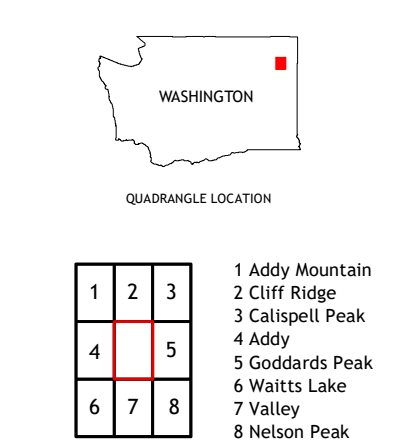 WASHINGTON
QUADRANGLE LOCATION
1 2 3
4 5
6 7 8
1 Addy Mountain
2 Cliff Ridge
3 Calispell Peak
4 Addy
5 Goddards Peak
6 Waitts Lake
7 Valley
8 Nelson Peak